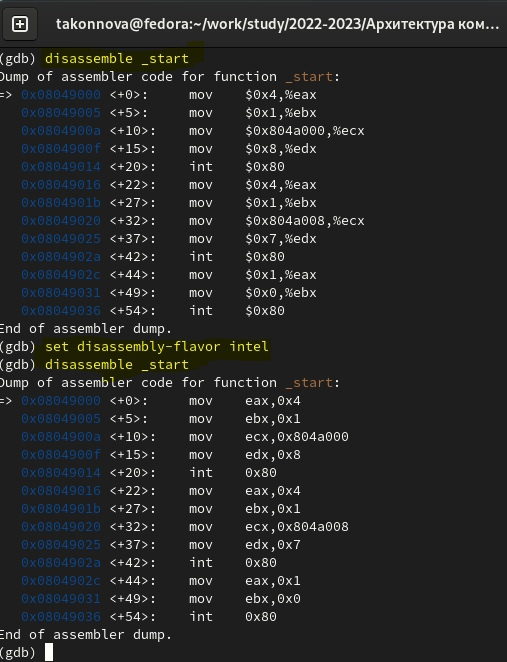 takonnova@fedora:~/work/study/2022-2023/Архитектура ком...
(gdb) disassemble _start
Dump of assembler code for function _start:
=> 0x08049000 <+0>:     mov    $0x4,%eax
   0x08049005 <+5>:     mov    $0x1,%ebx
   0x0804900a <+10>:    mov    $0x804a000,%ecx
   0x0804900f <+15>:    mov    $0x8,%edx
   0x08049014 <+20>:    int    $0x80
   0x08049016 <+22>:    mov    $0x4,%eax
   0x0804901b <+27>:    mov    $0x1,%ebx
   0x08049020 <+32>:    mov    $0x804a008,%ecx
   0x08049025 <+37>:    mov    $0x7,%edx
   0x0804902a <+42>:    int    $0x80
   0x0804902c <+44>:    mov    $0x1,%eax
   0x08049031 <+49>:    mov    $0x0,%ebx
   0x08049036 <+54>:    int    $0x80
End of assembler dump.
(gdb) set disassembly-flavor intel
(gdb) disassemble _start
Dump of assembler code for function _start:
=> 0x08049000 <+0>:     mov    eax,0x4
   0x08049005 <+5>:     mov    ebx,0x1
   0x0804900a <+10>:    mov    ecx,0x804a000
   0x0804900f <+15>:    mov    edx,0x8
   0x08049014 <+20>:    int    0x80
   0x08049016 <+22>:    mov    eax,0x4
   0x0804901b <+27>:    mov    ebx,0x1
   0x08049020 <+32>:    mov    ecx,0x804a008
   0x08049025 <+37>:    mov    edx,0x7
   0x0804902a <+42>:    int    0x80
   0x0804902c <+44>:    mov    eax,0x1
   0x08049031 <+49>:    mov    ebx,0x0
   0x08049036 <+54>:    int    0x80
End of assembler dump.
(gdb)